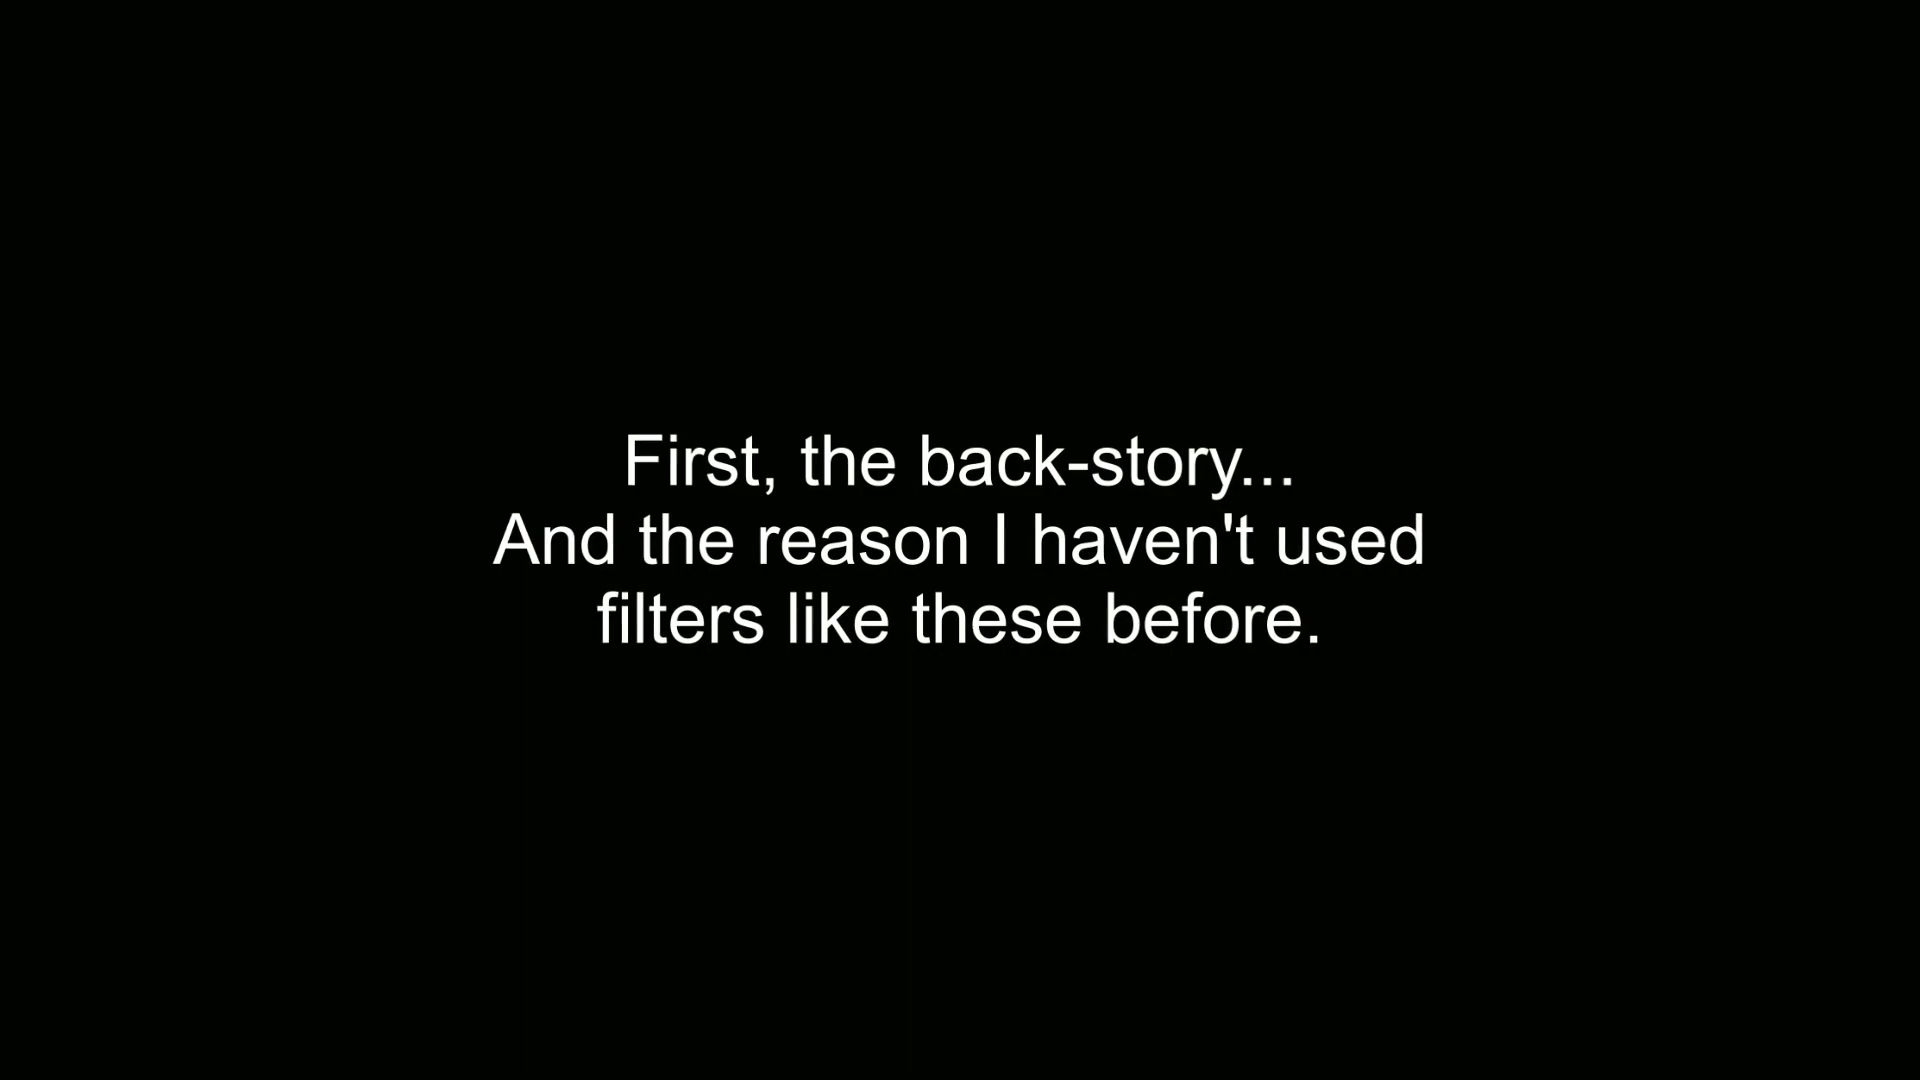 First, the back-story...
And the reason I haven't used
filters like these before.